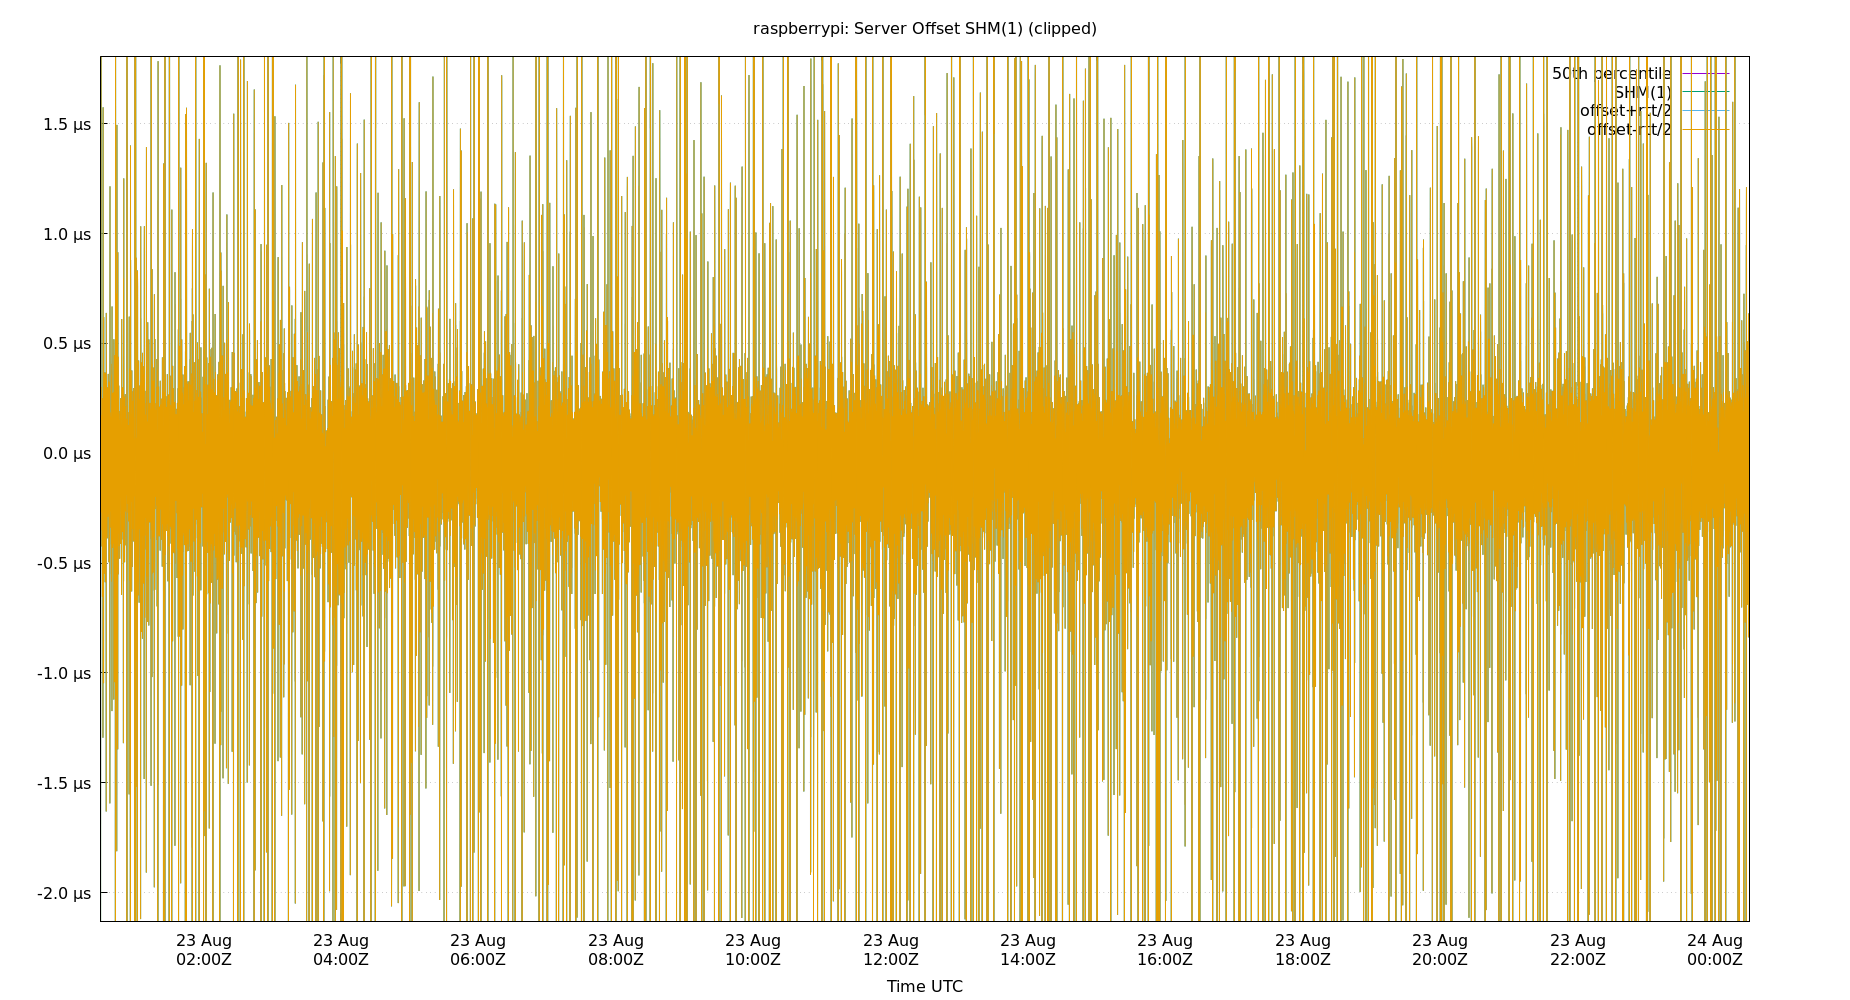 raspberrypi: Server Offset SHM(1) (clipped)
50th percentile
SHM(1)
offset+rtt/2
offset-rtt/2
1.5 µs
1.0 µs
0.5 µs
0.0 µs
-0.5 µs
-1.0 µs
-1.5 µs
-2.0 µs
23 Aug 23 Aug 23 Aug 23 Aug 23 Aug 23 Aug 23 Aug 23 Aug 23 Aug 23 Aug 23 Aug 24 Aug
02:00Z 04:00Z 06:00Z 08:00Z 10:00Z 12:00Z 14:00Z 16:00Z 18:00Z 20:00Z 22:00Z 00:00Z
Time UTC